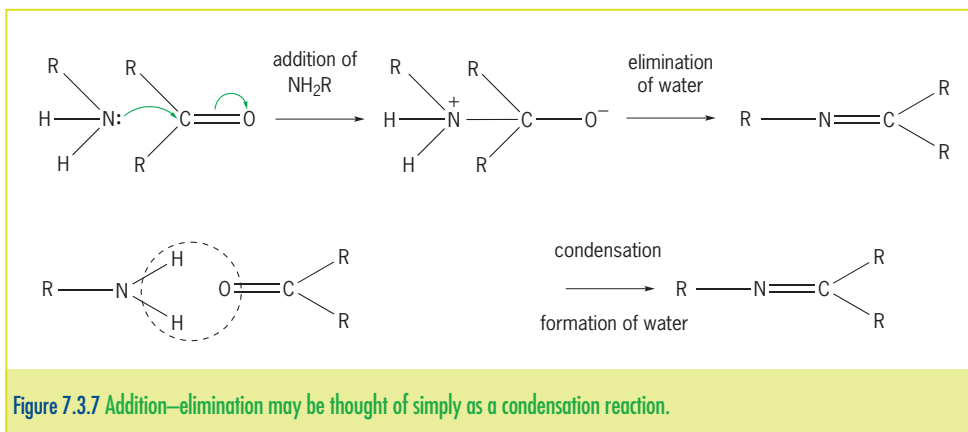 addition of
NH₂R
elimination
of water
R
R
H
N:
C
O
H
R
R
R
H
N
+
C
O⁻
H
R
R
N
C
R
R
R
N
H
H
O
C
R
R
condensation
formation of water
R
N
C
R
R
Figure 7.3.7 Addition–elimination may be thought of simply as a condensation reaction.